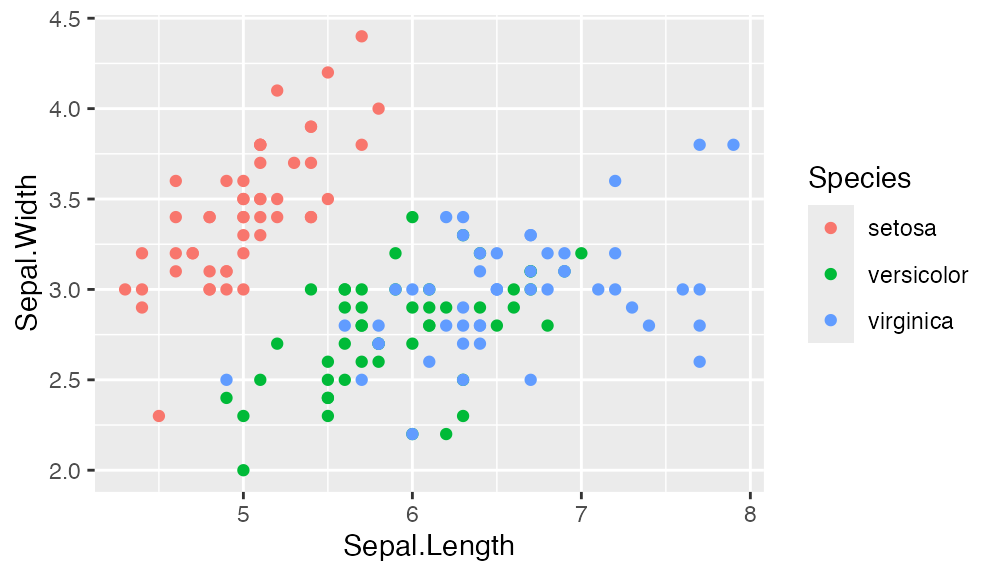 4.5
4.0
3.5
3.0
2.5
2.0
Sepal.Width
5 6 7 8
Sepal.Length
Species
setosa
versicolor
virginica